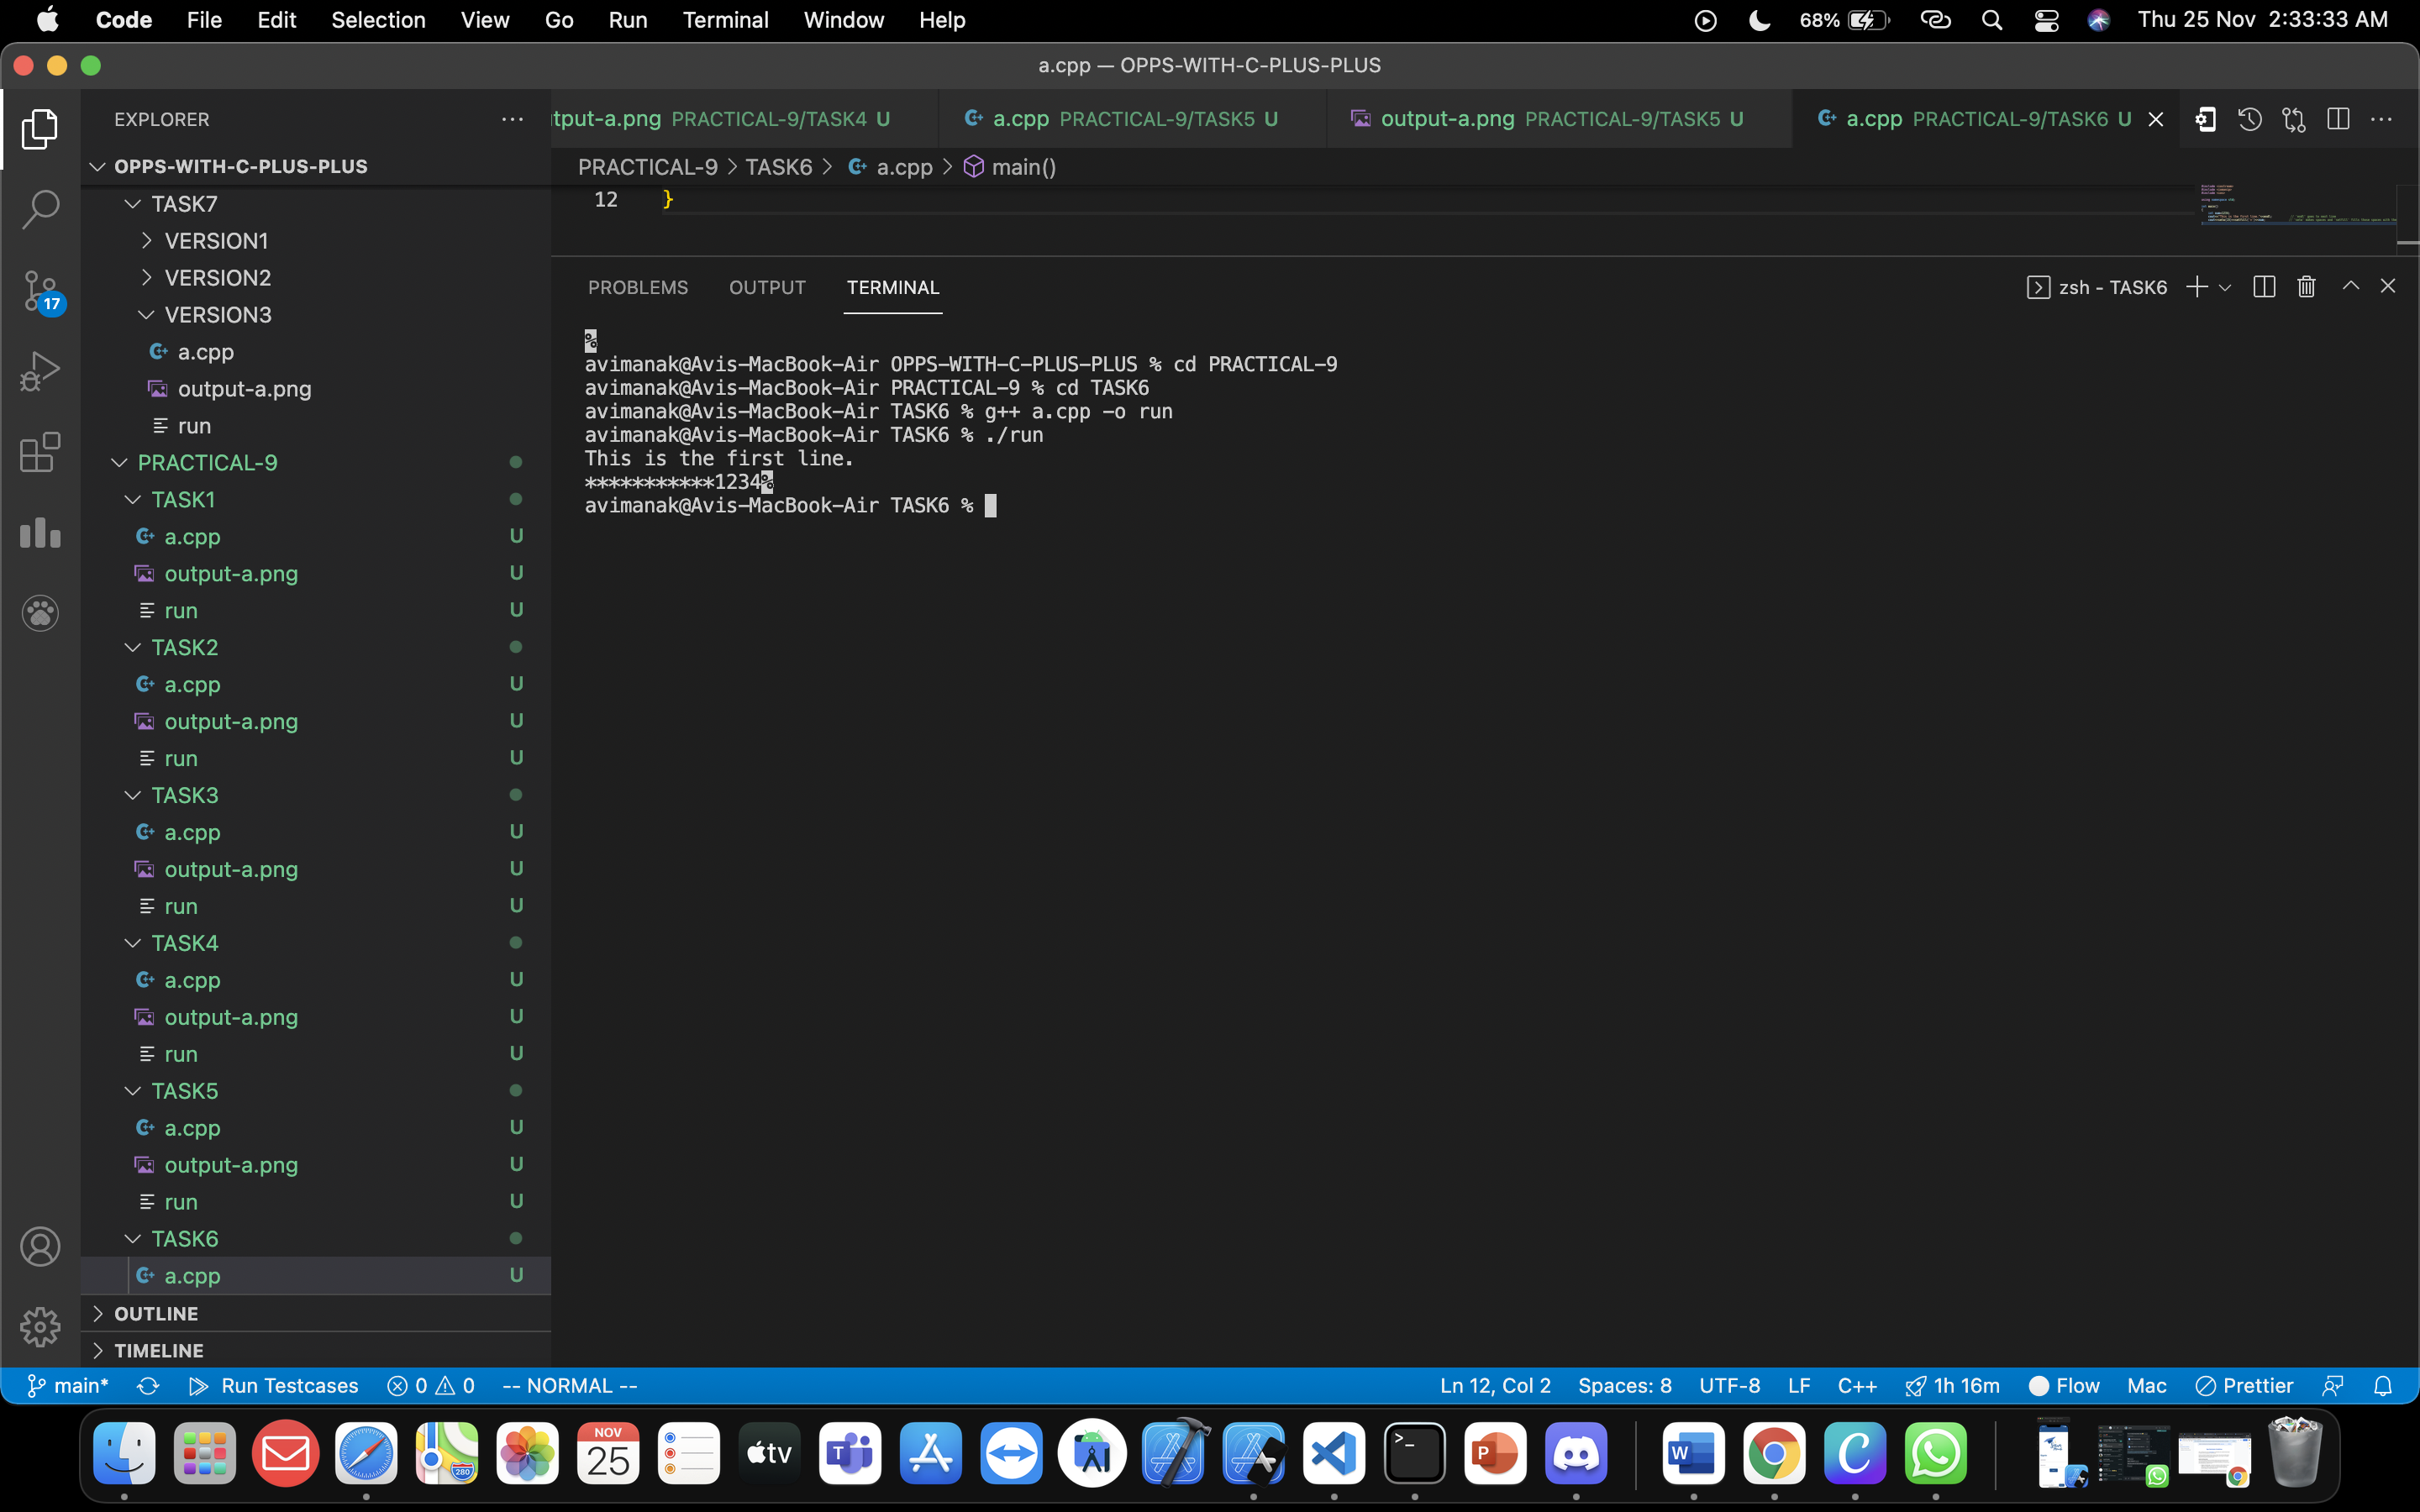 Code File Edit Selection View Go Run Terminal Window Help 68% Thu 25 Nov 2:33:33 AM
a.cpp — OPPS-WITH-C-PLUS-PLUS
EXPLORER
OPPS-WITH-C-PLUS-PLUS
TASK7
VERSION1
VERSION2
VERSION3
a.cpp
output-a.png
run
PRACTICAL-9
TASK1
a.cpp U
output-a.png U
run U
TASK2
a.cpp U
output-a.png U
run U
TASK3
a.cpp U
output-a.png U
run U
TASK4
a.cpp U
output-a.png U
run U
TASK5
a.cpp U
output-a.png U
run U
TASK6
a.cpp U
OUTLINE
TIMELINE
17
tput-a.png PRACTICAL-9/TASK4 U a.cpp PRACTICAL-9/TASK5 U output-a.png PRACTICAL-9/TASK5 U a.cpp PRACTICAL-9/TASK6 U
PRACTICAL-9 > TASK6 > a.cpp > main()
12 }
PROBLEMS OUTPUT TERMINAL zsh - TASK6
%
avimanak@Avis-MacBook-Air OPPS-WITH-C-PLUS-PLUS % cd PRACTICAL-9
avimanak@Avis-MacBook-Air PRACTICAL-9 % cd TASK6
avimanak@Avis-MacBook-Air TASK6 % g++ a.cpp -o run
avimanak@Avis-MacBook-Air TASK6 % ./run
This is the first line.
***********1234%
avimanak@Avis-MacBook-Air TASK6 %
main* Run Testcases 0 0 -- NORMAL -- Ln 12, Col 2 Spaces: 8 UTF-8 LF C++ 1h 16m Flow Mac Prettier
NOV
25
280
tv
T
P
W
C